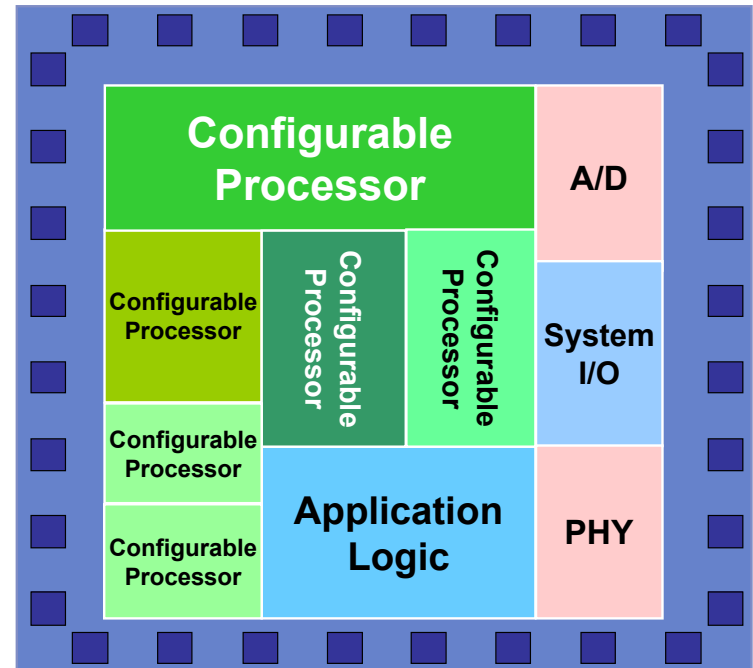 Configurable
Processor
A/D
Configurable
Processor
Configurable
Processor
Configurable
Processor
System
I/O
Configurable
Processor
Application
Logic
PHY
Configurable
Processor